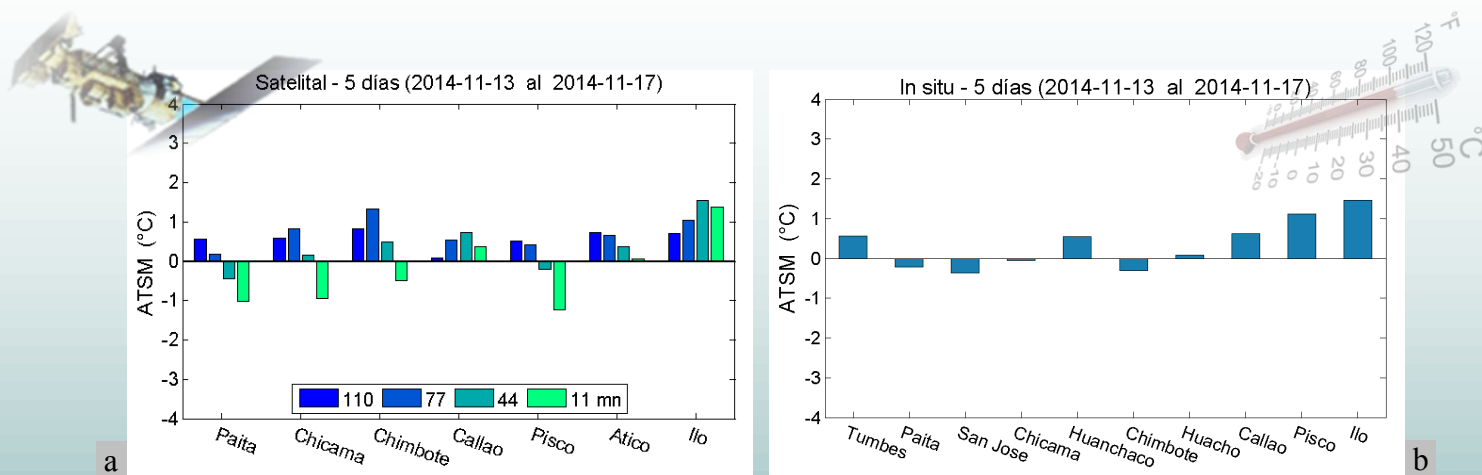 Satelital - 5 días (2014-11-13 al 2014-11-17)
ATSM (°C)
4
3
2
1
0
-1
-2
-3
-4
110 77 44 11 mn
Paita Chicama Chimbote Callao Pisco Atico Ilo
a
In situ - 5 días (2014-11-13 al 2014-11-17)
ATSM (°C)
4
3
2
1
0
-1
-2
-3
-4
Tumbes Paita San Jose Chicama Huanchaco Chimbote Huacho Callao Pisco Ilo
b
°F
120
100
80
60
40
°C
50
40
30
20
10
0
-10
-20